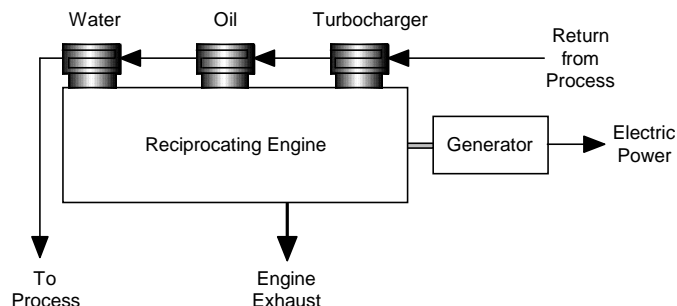 Water
Oil
Turbocharger
Return
from
Process
Reciprocating Engine
Generator
Electric
Power
To
Process
Engine
Exhaust